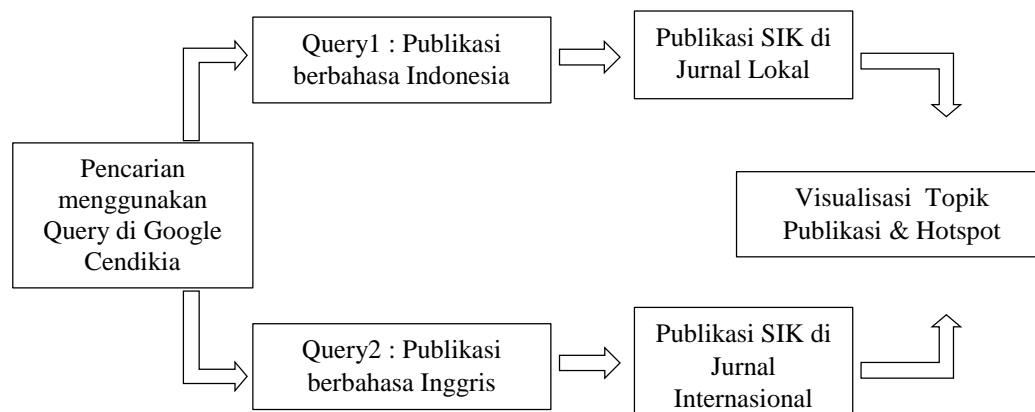 Pencarian
menggunakan
Query di Google
Cendikia
Query1 : Publikasi
berbahasa Indonesia
Publikasi SIK di
Jurnal Lokal
Query2 : Publikasi
berbahasa Inggris
Publikasi SIK di
Jurnal
Internasional
Visualisasi Topik
Publikasi & Hotspot